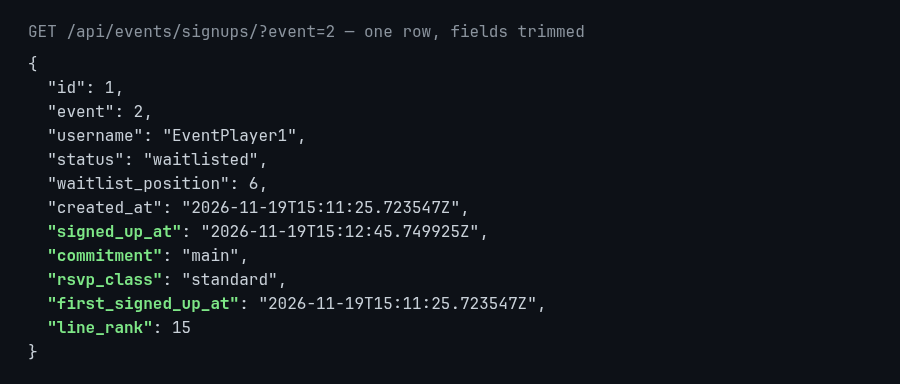 GET /api/events/signups/?event=2 — one row, fields trimmed
{
  "id": 1,
  "event": 2,
  "username": "EventPlayer1",
  "status": "waitlisted",
  "waitlist_position": 6,
  "created_at": "2026-11-19T15:11:25.723547Z",
  "signed_up_at": "2026-11-19T15:12:45.749925Z",
  "commitment": "main",
  "rsvp_class": "standard",
  "first_signed_up_at": "2026-11-19T15:11:25.723547Z",
  "line_rank": 15
}